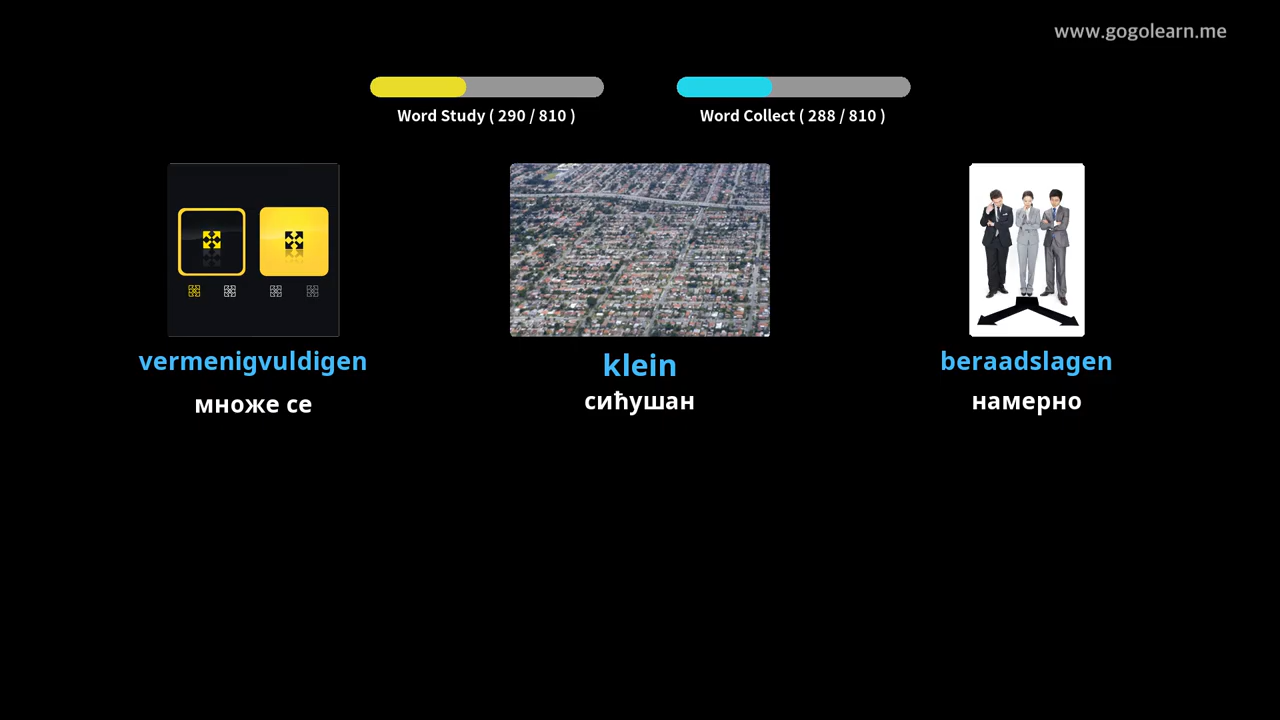 www.gogolearn.me
Word Study ( 290 / 810 )
Word Collect ( 288 / 810 )
vermenigvuldigen
klein
beraadslagen
множе се
сићушан
намерно